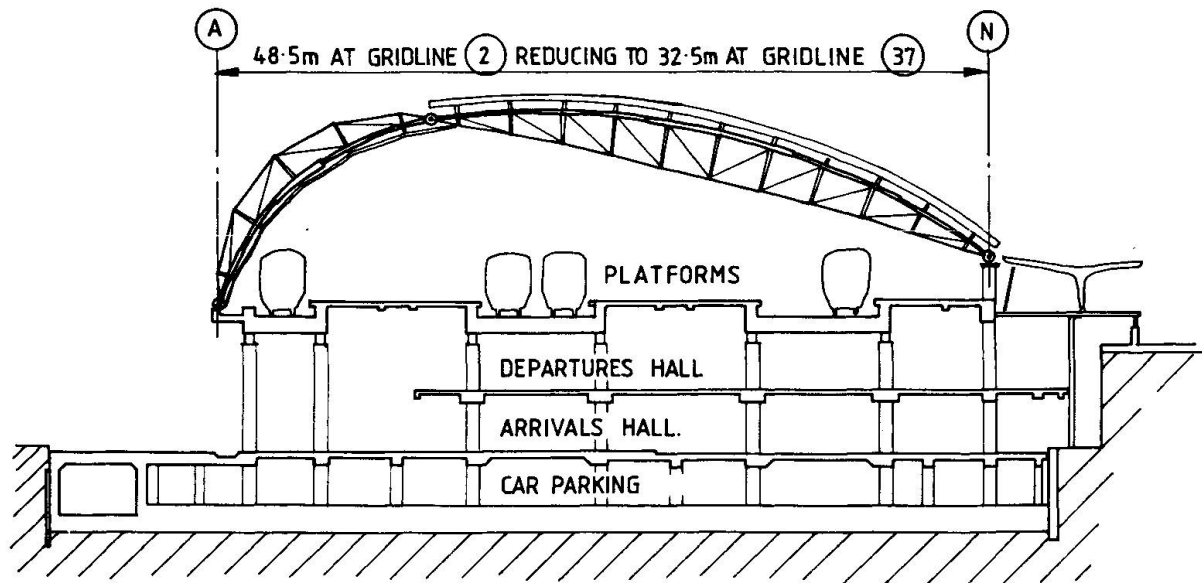 A N
48·5m AT GRIDLINE 2 REDUCING TO 32·5m AT GRIDLINE 37
PLATFORMS
DEPARTURES HALL
ARRIVALS HALL.
CAR PARKING